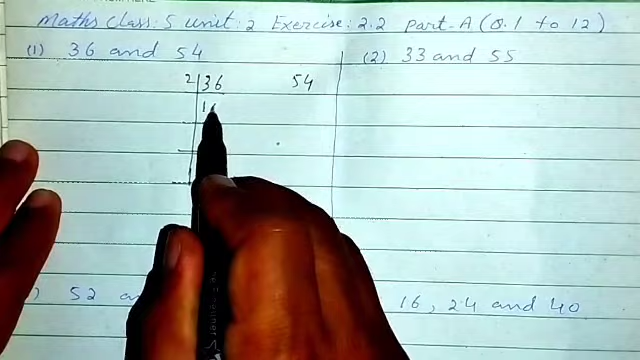 Maths Class: 5 unit: 2 Exercise: 2.2 part-A (Q.1 to 12)
(1) 36 and 54
(2) 33 and 55
2 36 54
52
16, 24 and 40